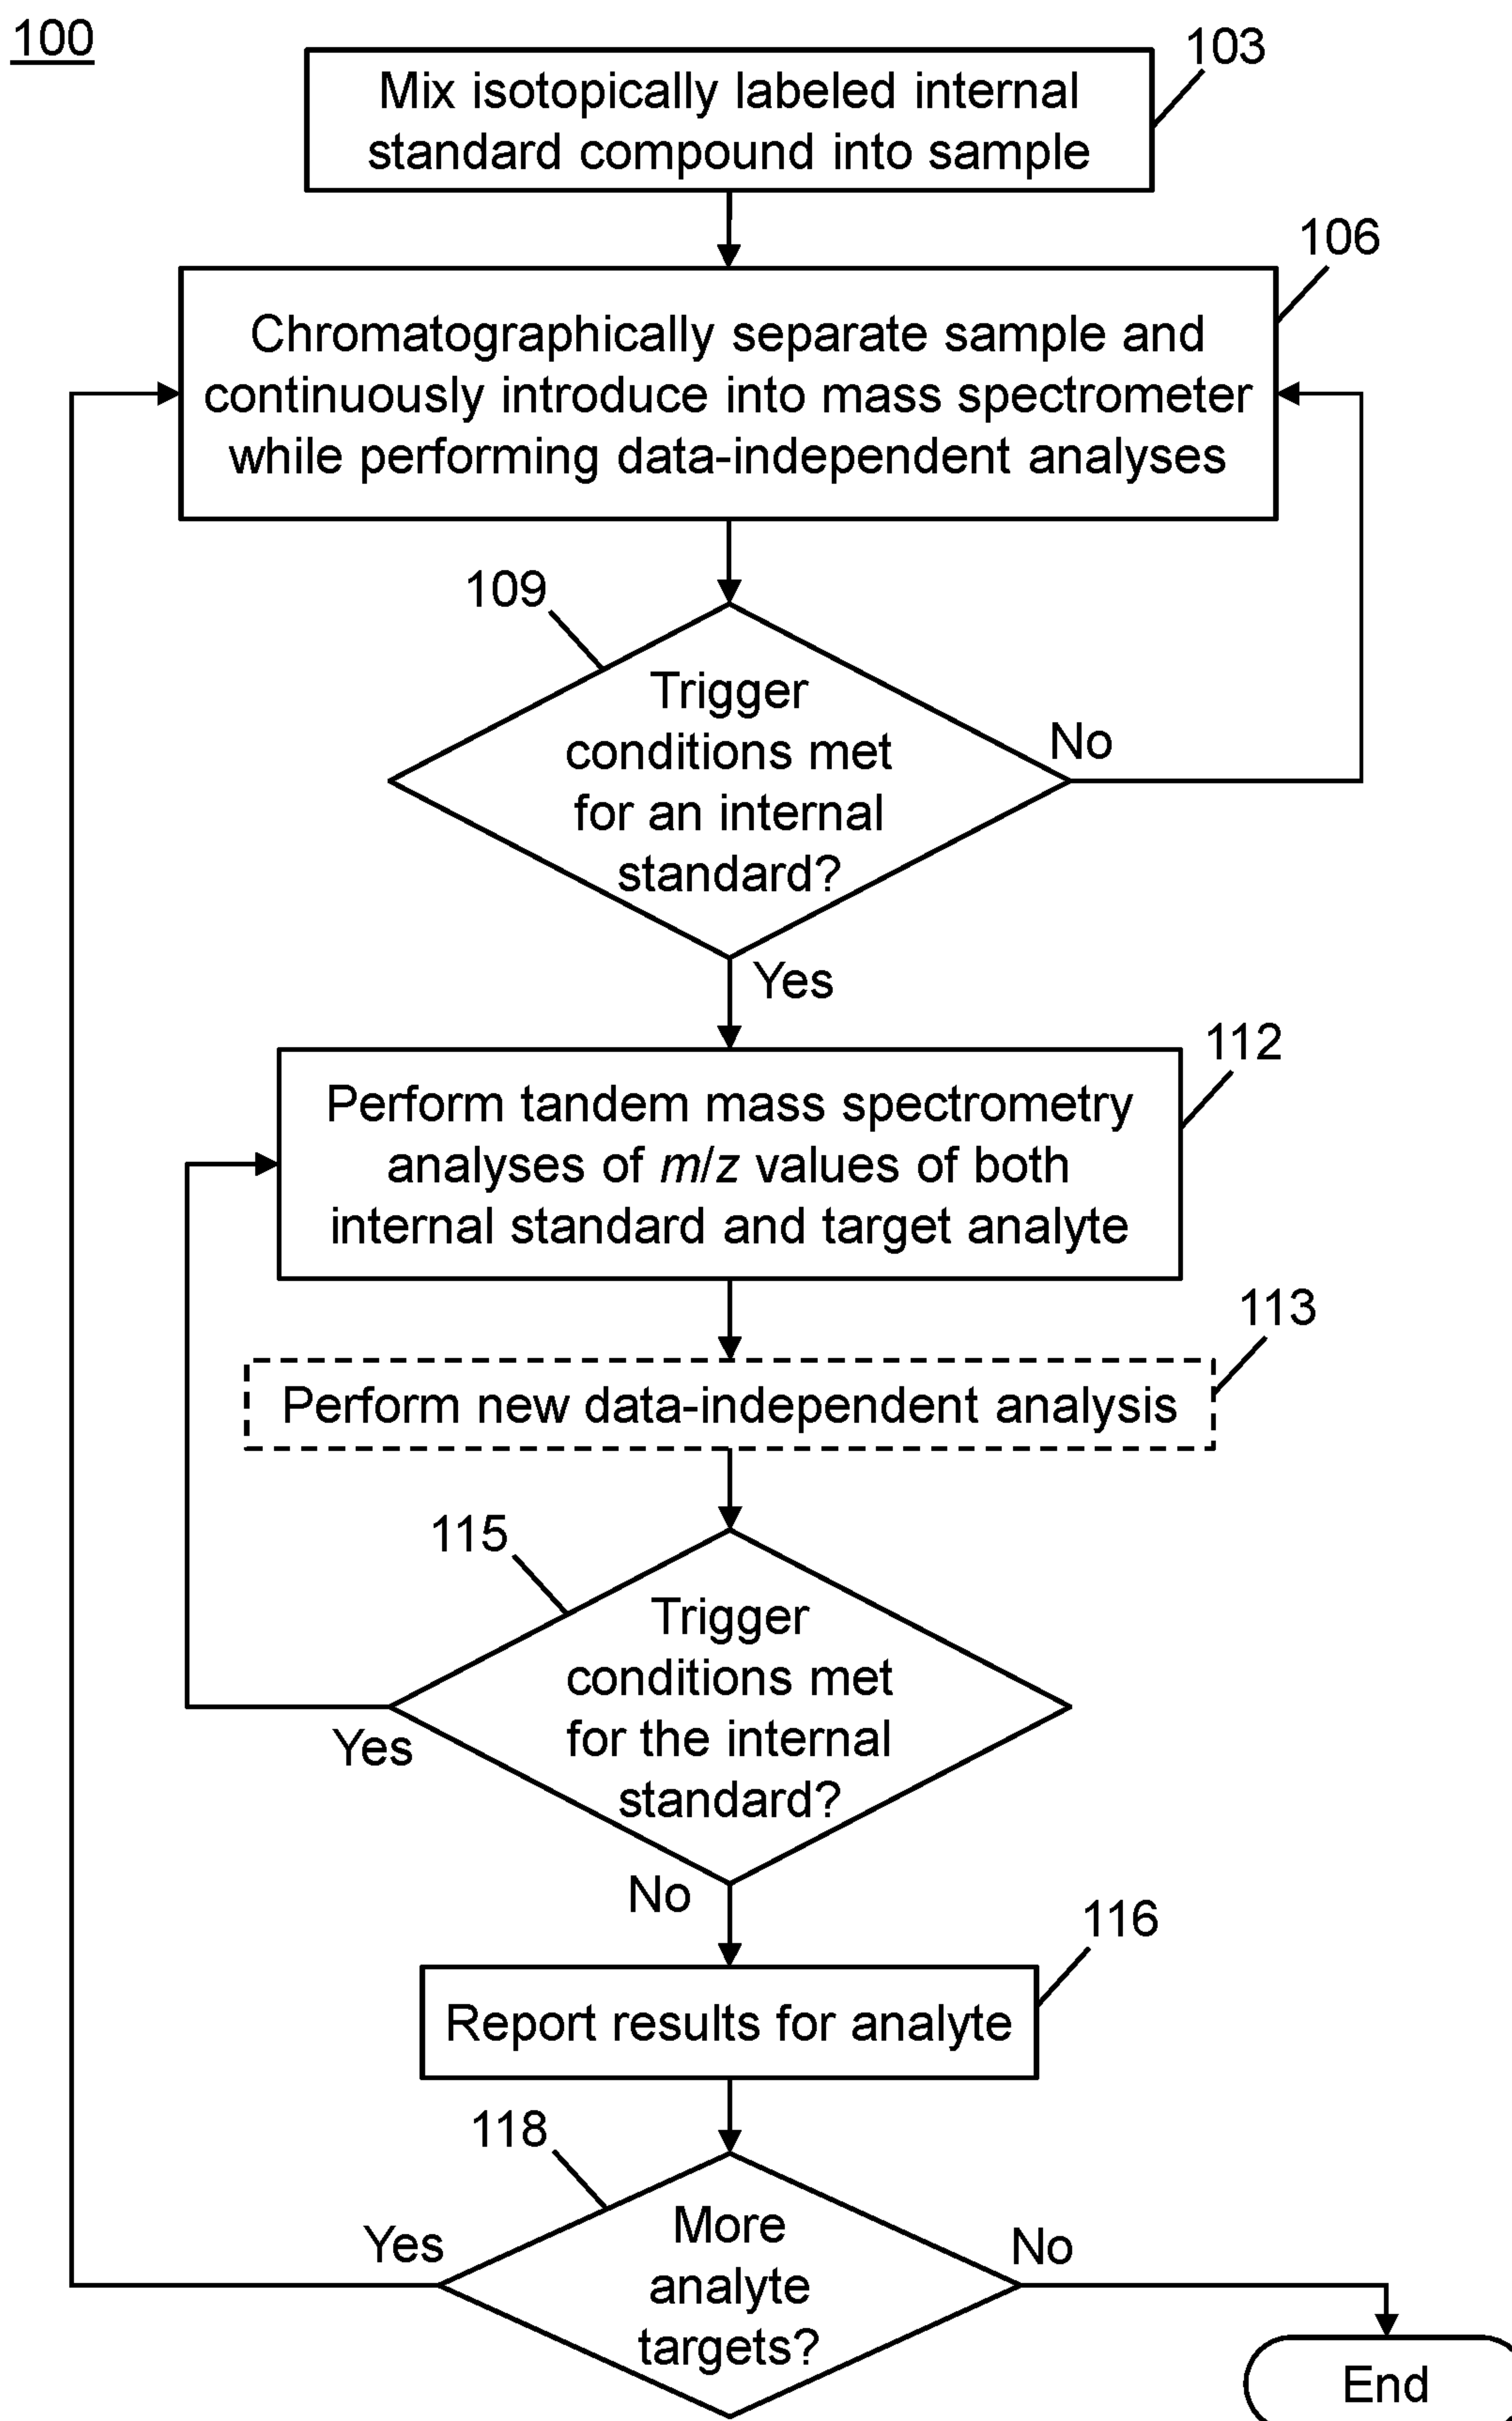 100
103
Mix isotopically labeled internal
standard compound into sample
106
Chromatographically separate sample and
continuously introduce into mass spectrometer
while performing data-independent analyses
109
Trigger
conditions met
for an internal
standard?
No
Yes
112
Perform tandem mass spectrometry
analyses of m/z values of both
internal standard and target analyte
113
Perform new data-independent analysis
115
Trigger
conditions met
for the internal
standard?
Yes
No
116
Report results for analyte
118
More
analyte
targets?
Yes
No
End